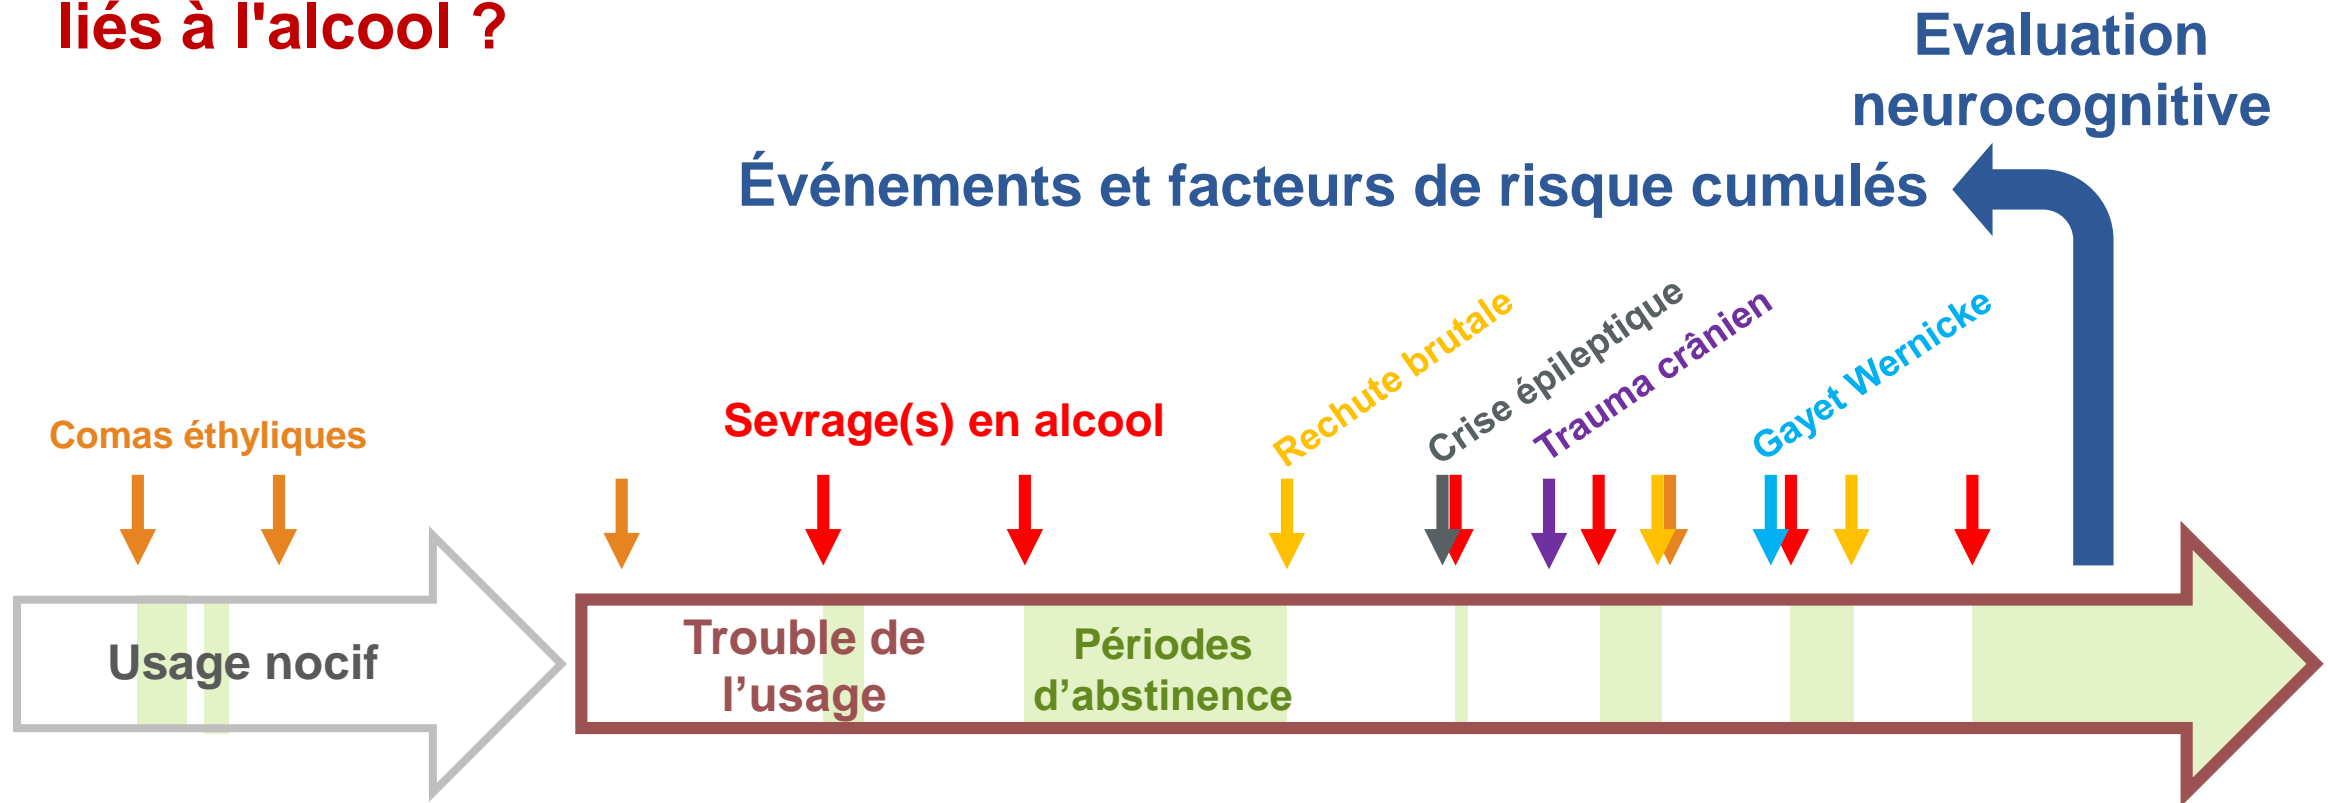 liés à l'alcool ?
Evaluation
neurocognitive
Événements et facteurs de risque cumulés
Comas éthyliques
Sevrage(s) en alcool
Rechute brutale
Crise épileptique
Trauma crânien
Gayet Wernicke
Usage nocif
Trouble de
l’usage
Périodes
d’abstinence